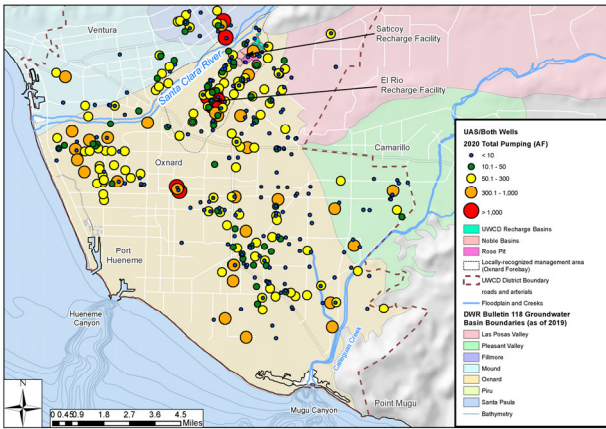 Ventura
Santa Clara River
Saticoy
Recharge Facility
El Rio
Recharge Facility
Oxnard
Camarillo
Port
Hueneme
Hueneme
Canyon
Calleguas Creek
Mugu Canyon
Point Mugu
N
0 0.450.9 1.8 2.7 3.6 4.5
Miles
UAS/Both Wells
2020 Total Pumping (AF)
< 10
10.1 - 50
50.1 - 300
300.1 - 1,000
> 1,000
UWCD Recharge Basins
Noble Basins
Rose Pit
Locally-recognized management area
(Oxnard Forebay)
UWCD District Boundary
roads and arterials
Floodplain and Creeks
DWR Bulletin 118 Groundwater
Basin Boundaries (as of 2019)
Las Posas Valley
Pleasant Valley
Fillmore
Mound
Oxnard
Piru
Santa Paula
Bathymetry